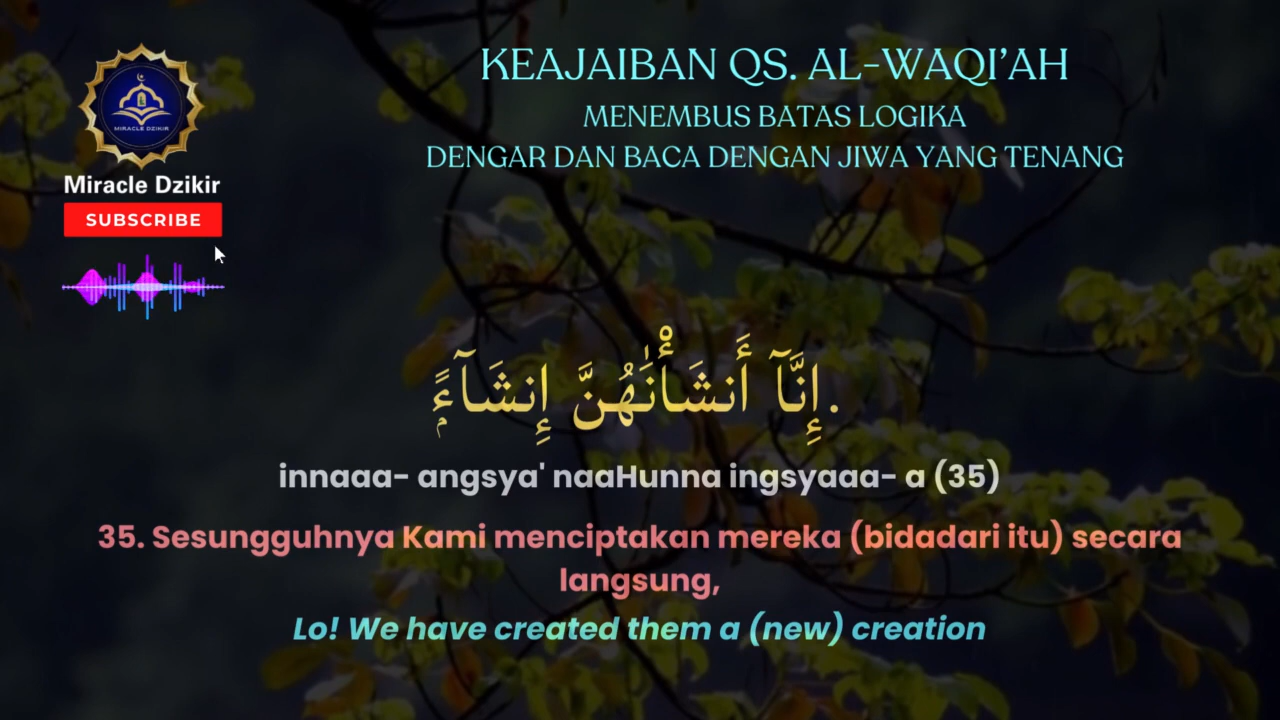 KEAJAIBAN QS. AL-WAQI'AH
MENEMBUS BATAS LOGIKA
DENGAR DAN BACA DENGAN JIWA YANG TENANG
MIRACLE DZIKIR
Miracle Dzikir
SUBSCRIBE
.إِنَّآ أَنشَأْنَٰهُنَّ إِنشَآءًۭ
innaaa- angsya' naaHunna ingsyaaa- a (35)
35. Sesungguhnya Kami menciptakan mereka (bidadari itu) secara
langsung,
Lo! We have created them a (new) creation